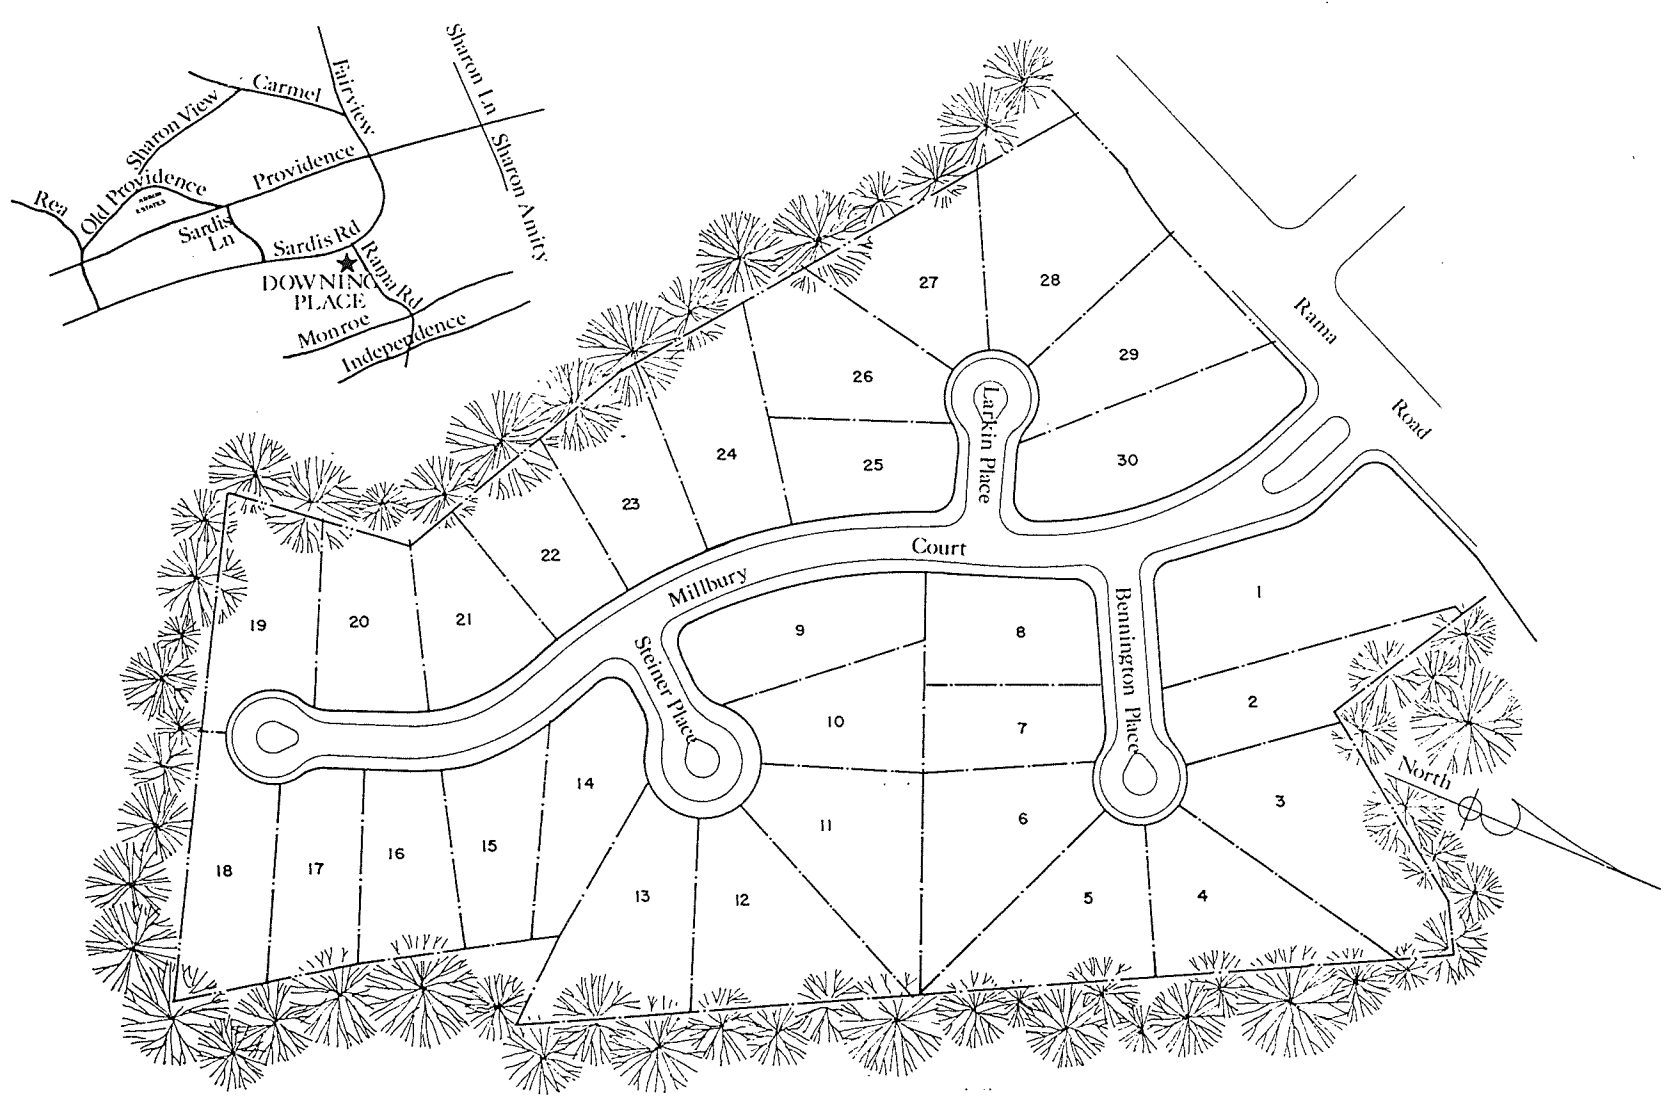 Sharon Ln
Fairview
Carmel
Sharon View
Sharon Amity
Providence
Old Providence
ARBOR
ESTATES
Rea
Sardis
Ln
Sardis Rd
Rama Rd
DOWNING
PLACE
Monroe
Independence
27
28
Rama
Road
29
26
Larkin Place
24
25
30
23
22
Court
Millbury
1
19
20
21
9
8
Bennington Place
Steiner Place
2
10
7
North
14
3
11
6
15
16
17
18
13
12
5
4